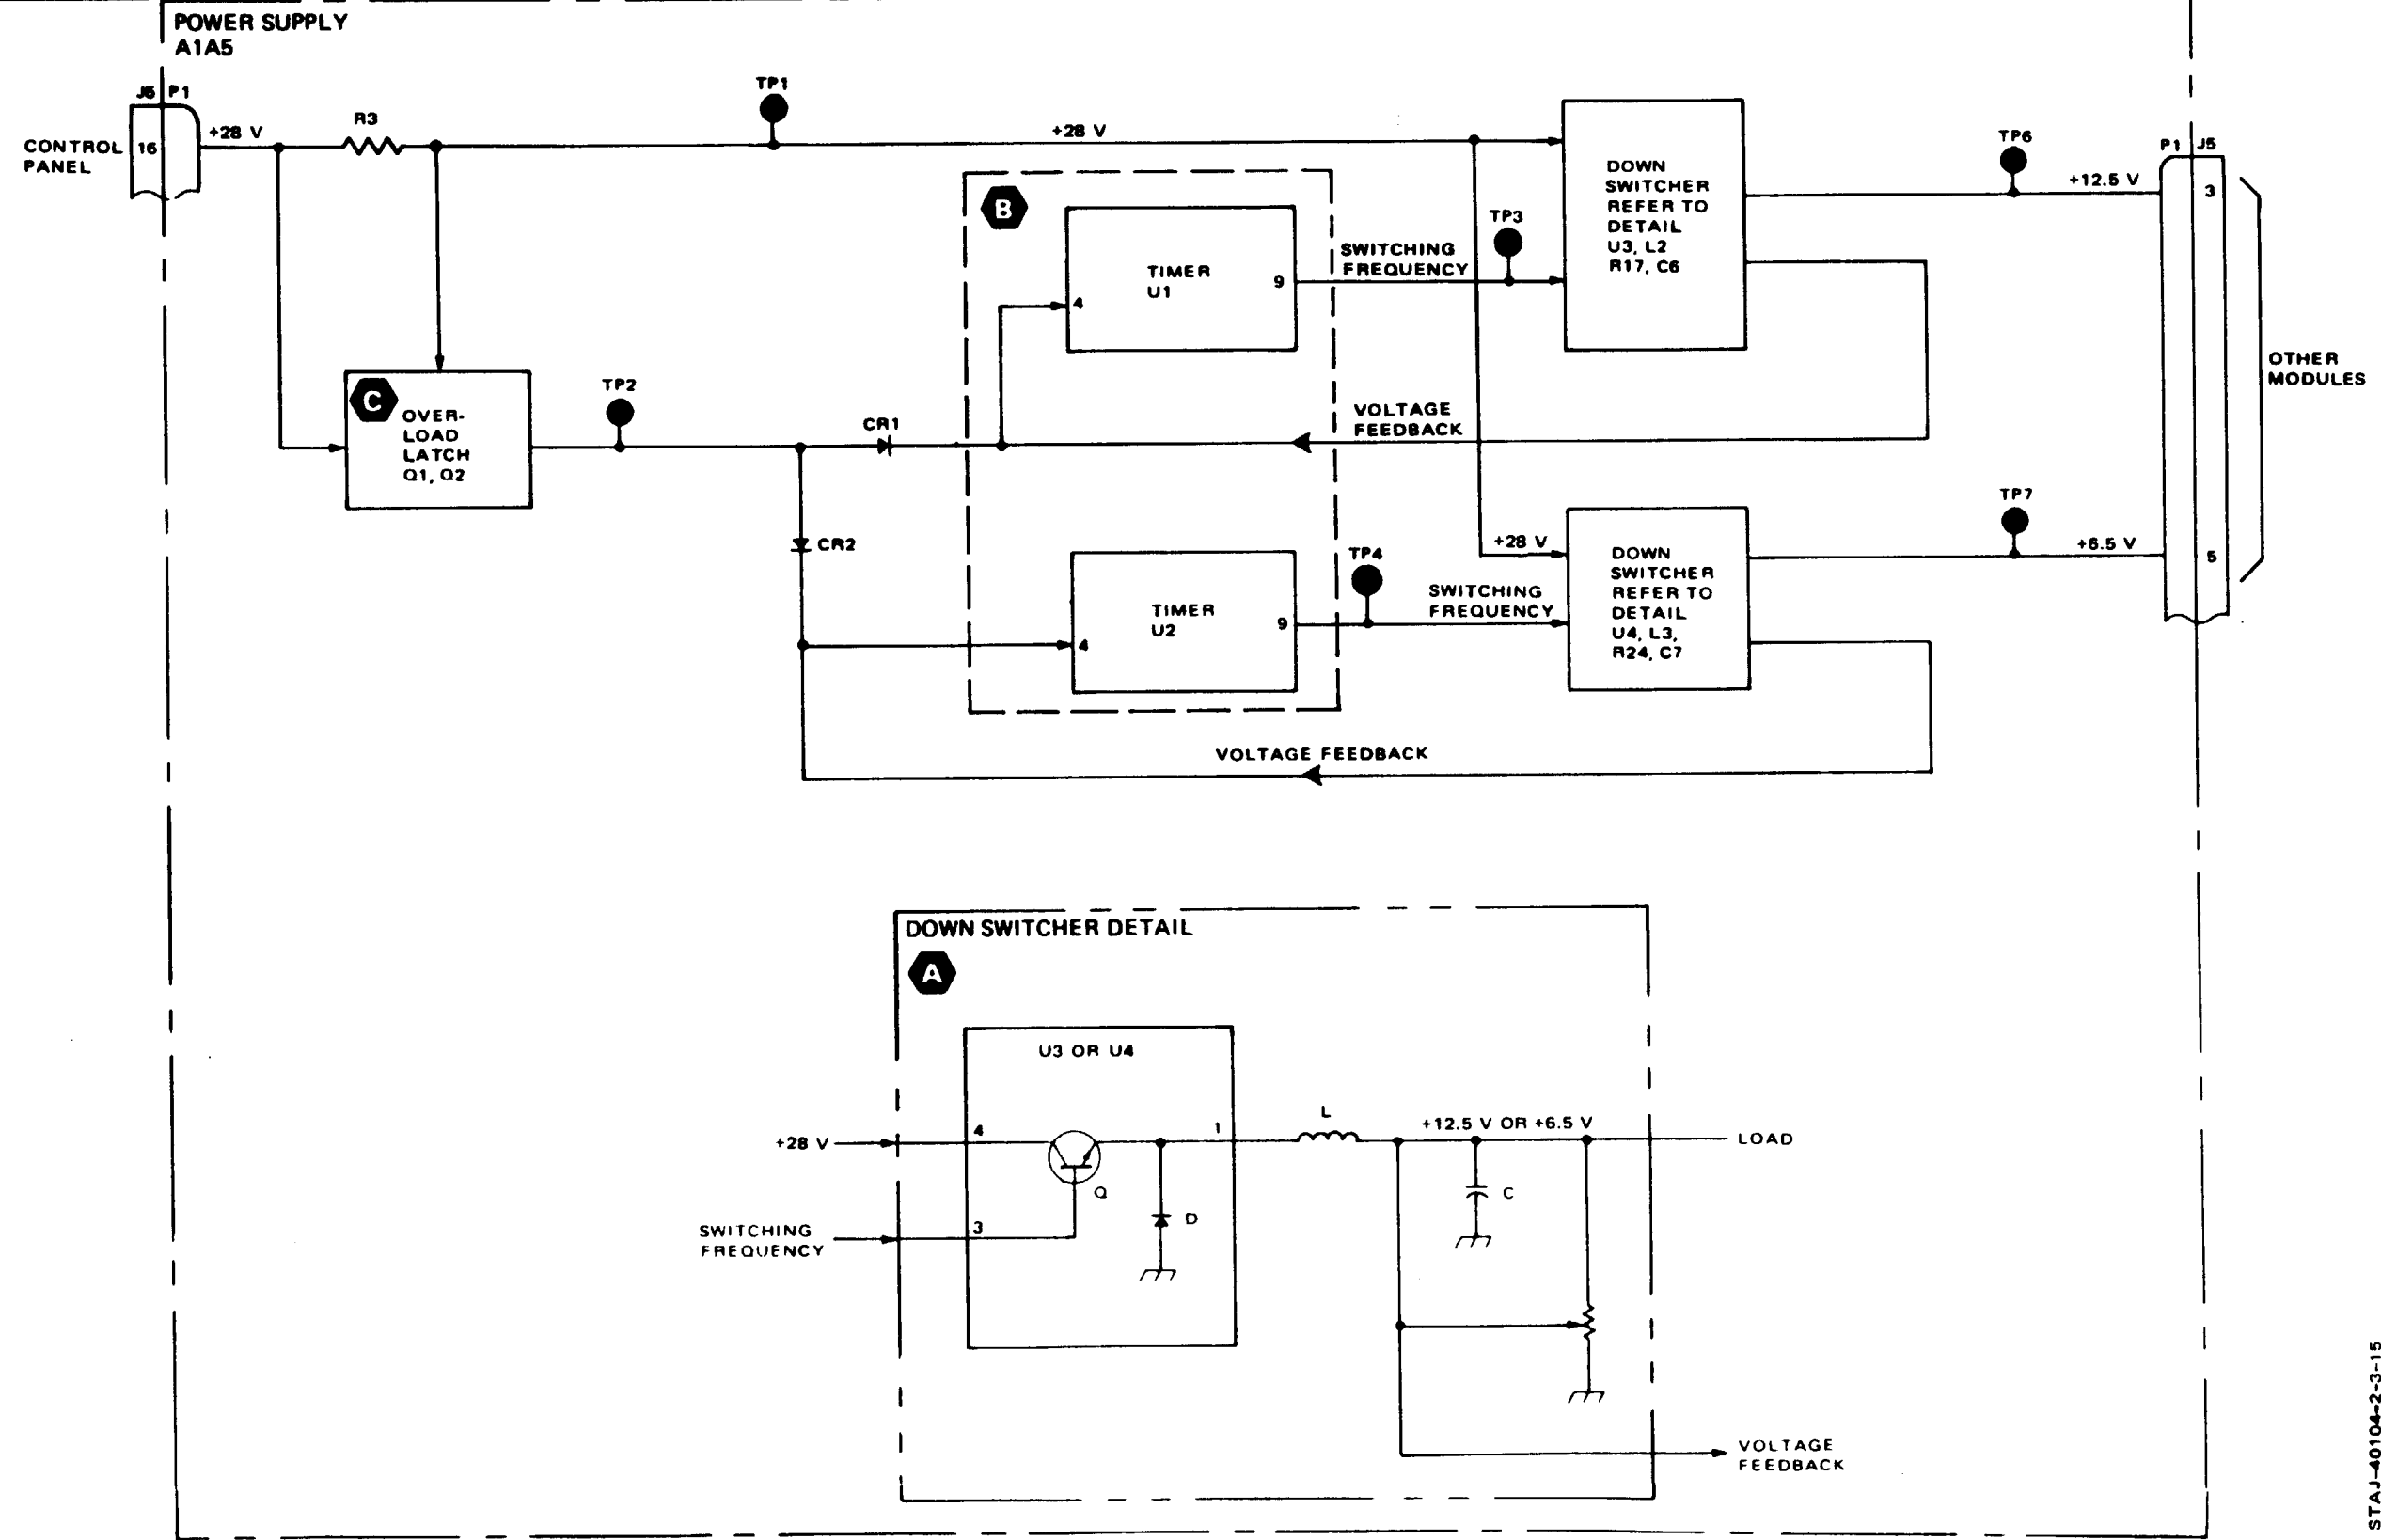 POWER SUPPLY
A1A5
J5 P1
CONTROL
PANEL
16
+28 V
R3
TP1
+28 V
B
TIMER
U1
4
9
SWITCHING
FREQUENCY
TP3
DOWN
SWITCHER
REFER TO
DETAIL
U3, L2
R17, C6
TP6
+12.5 V
P1 J5
3
5
OTHER
MODULES
C
OVER-
LOAD
LATCH
Q1, Q2
TP2
CR1
CR2
VOLTAGE
FEEDBACK
TIMER
U2
4
9
TP4
SWITCHING
FREQUENCY
+28 V
DOWN
SWITCHER
REFER TO
DETAIL
U4, L3,
R24, C7
TP7
+6.5 V
VOLTAGE FEEDBACK
DOWN SWITCHER DETAIL
A
U3 OR U4
+28 V
4
1
Q
D
SWITCHING
FREQUENCY
3
L
+12.5 V OR +6.5 V
C
LOAD
VOLTAGE
FEEDBACK
STAJ-40104-2-3-15